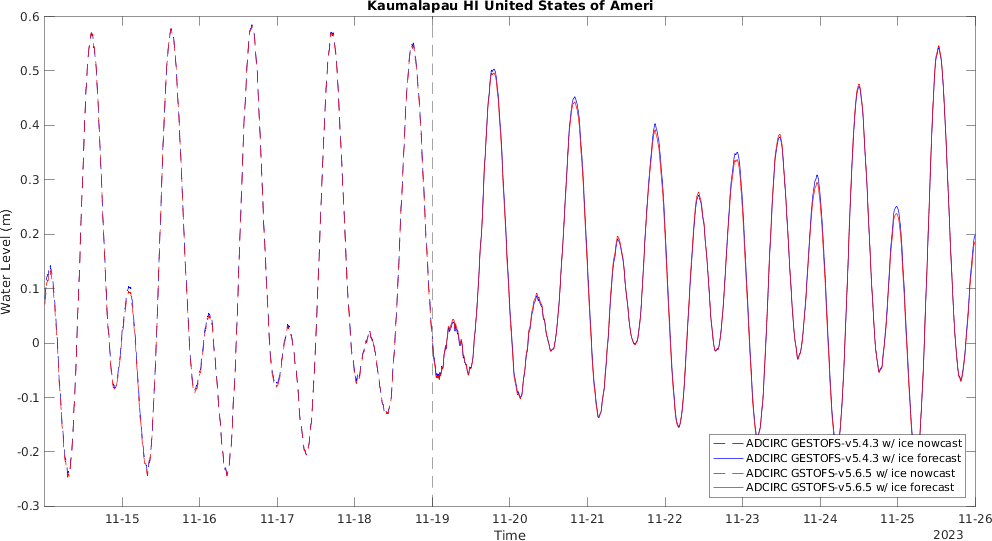 Kaumalapau HI United States of Ameri
0.6
0.5
0.4
0.3
0.2
0.1
0
-0.1
-0.2
-0.3
Water Level (m)
11-15 11-16 11-17 11-18 11-19 11-20 11-21 11-22 11-23 11-24 11-25 11-26
Time
2023
ADCIRC GESTOFS-v5.4.3 w/ ice nowcast
ADCIRC GESTOFS-v5.4.3 w/ ice forecast
ADCIRC GSTOFS-v5.6.5 w/ ice nowcast
ADCIRC GSTOFS-v5.6.5 w/ ice forecast